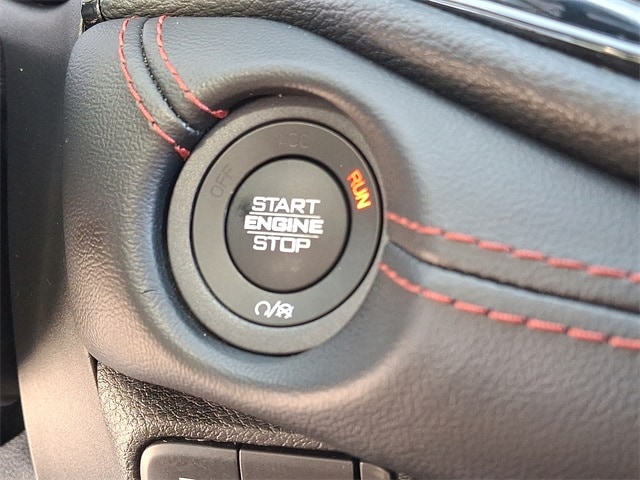 ACC
OFF
RUN
START
ENGINE
STOP